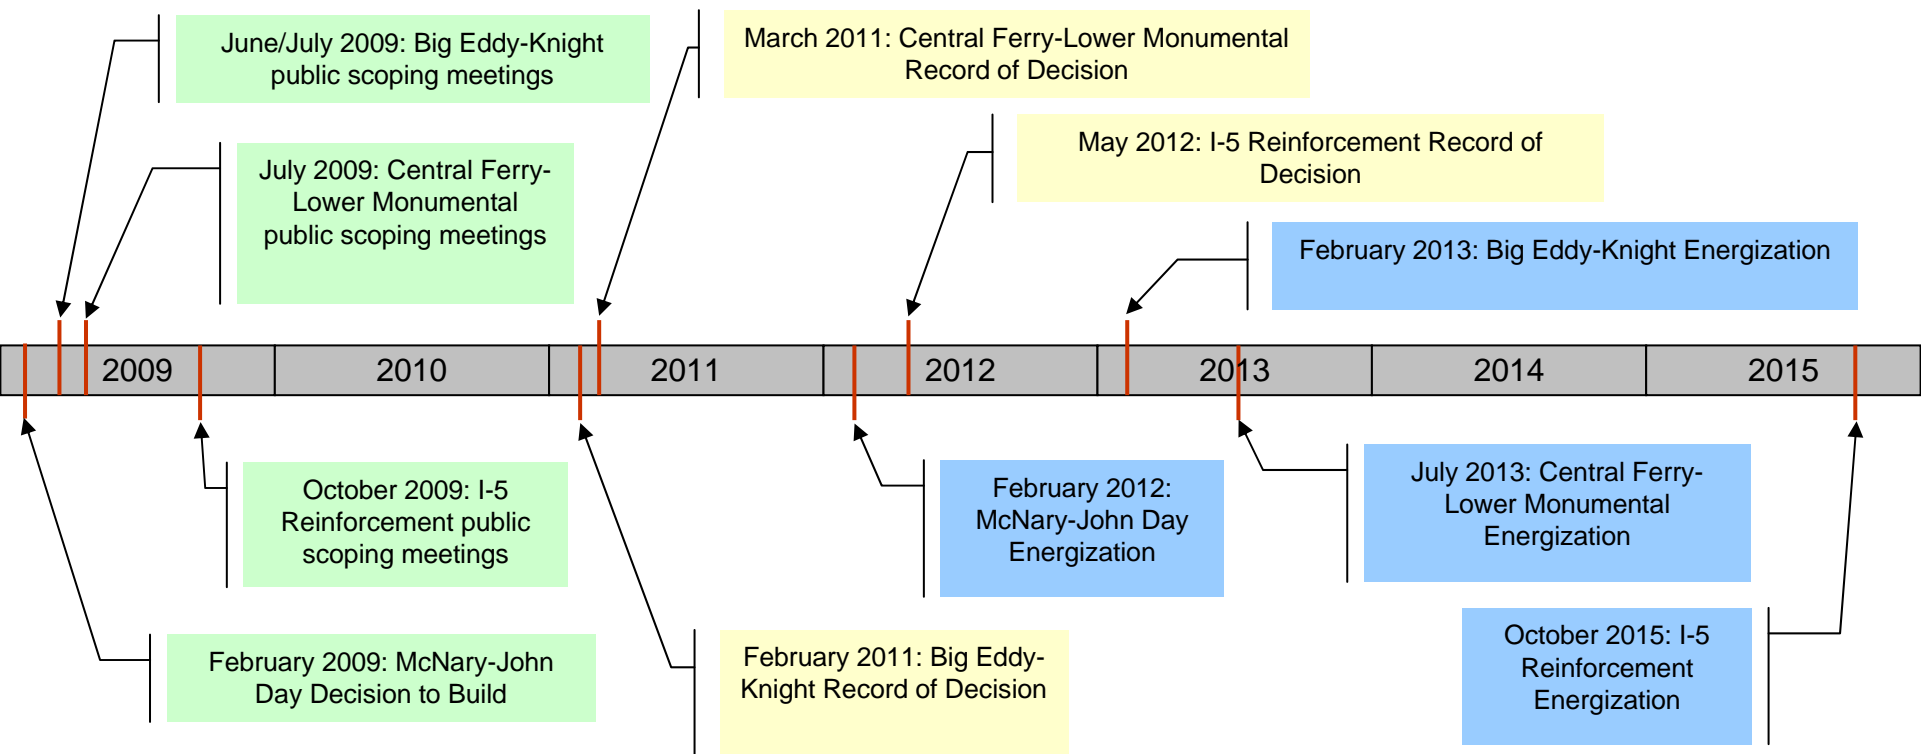 June/July 2009: Big Eddy-Knight
public scoping meetings
March 2011: Central Ferry-Lower Monumental
Record of Decision
May 2012: I-5 Reinforcement Record of
Decision
July 2009: Central Ferry-
Lower Monumental
public scoping meetings
February 2013: Big Eddy-Knight Energization
2009
2010
2011
2012
2013
2014
2015
October 2009: I-5
Reinforcement public
scoping meetings
February 2012:
McNary-John Day
Energization
July 2013: Central Ferry-
Lower Monumental
Energization
February 2009: McNary-John
Day Decision to Build
February 2011: Big Eddy-
Knight Record of Decision
October 2015: I-5
Reinforcement
Energization